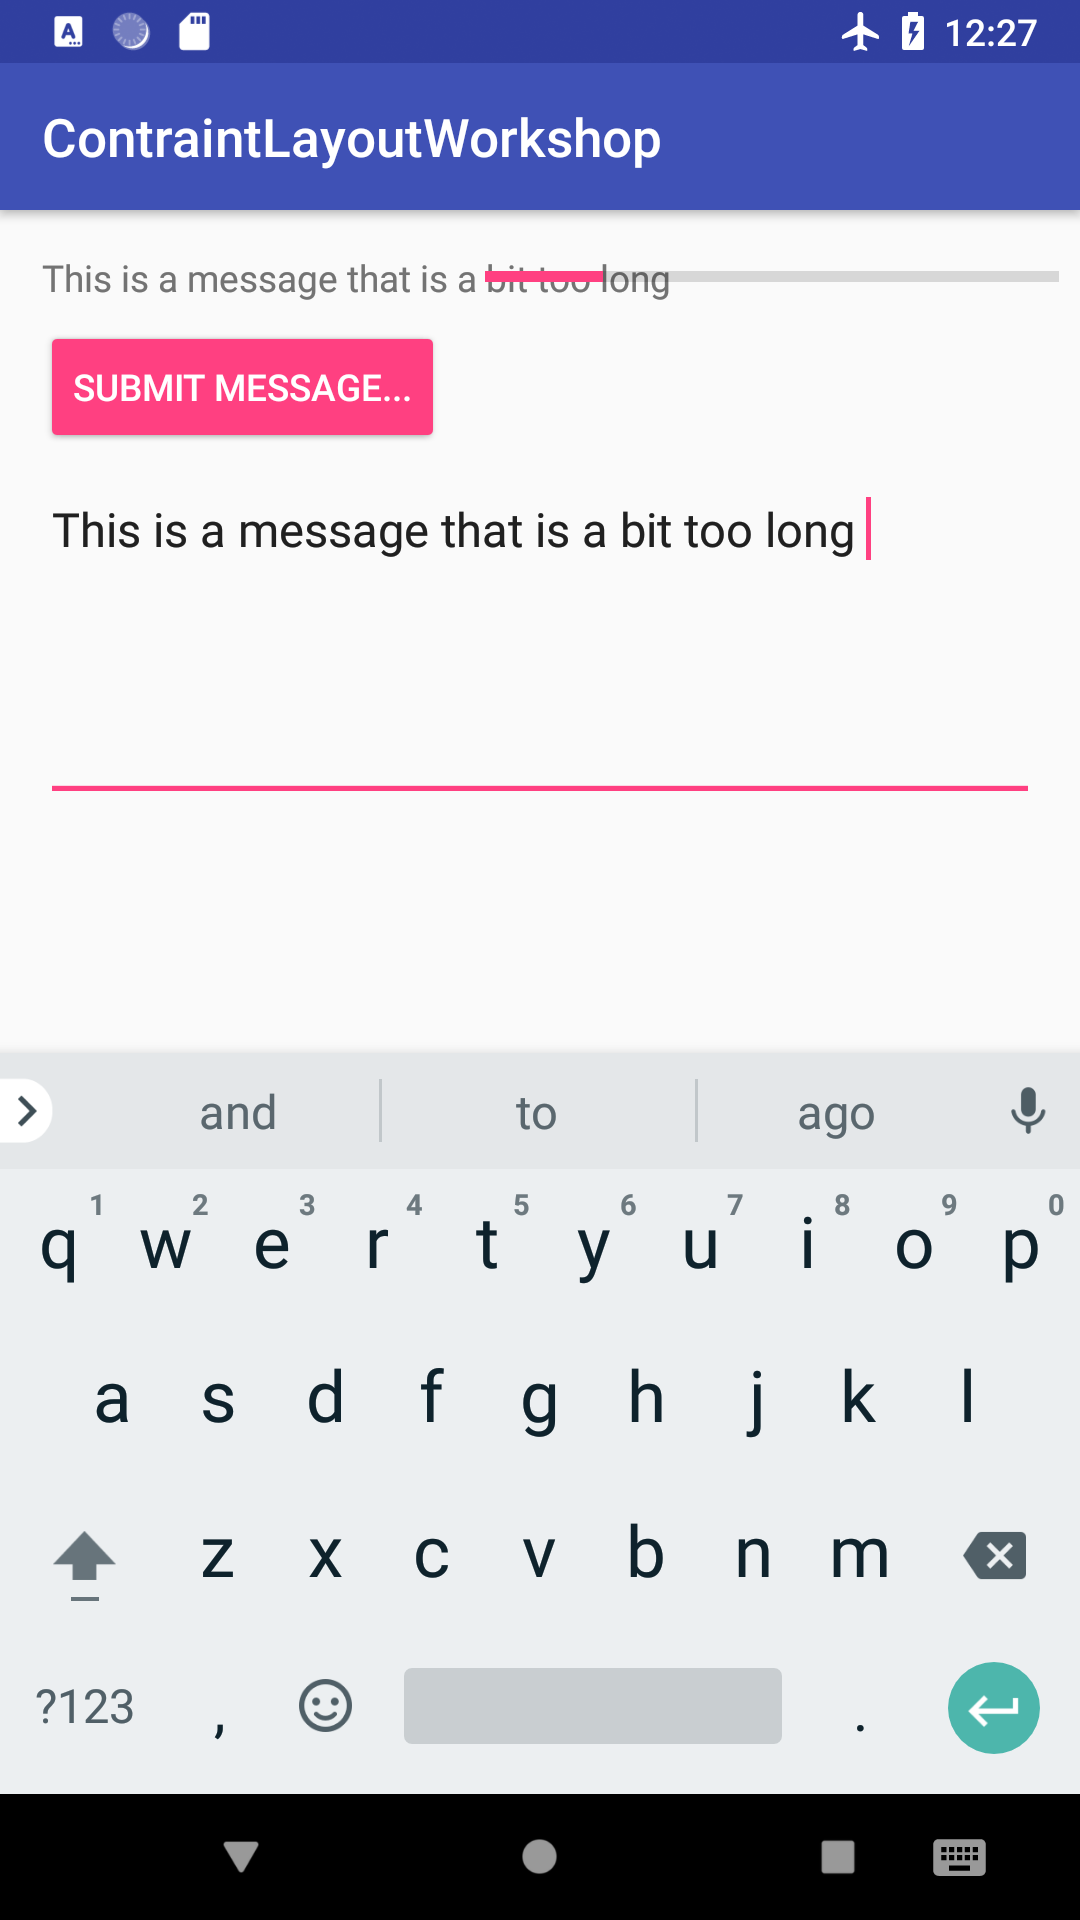 12:27
ContraintLayoutWorkshop
This is a message that is a bit too long
SUBMIT MESSAGE...
This is a message that is a bit too long
and to ago
1 2 3 4 5 6 7 8 9 0
q w e r t y u i o p
a s d f g h j k l
z x c v b n m
?123 , .